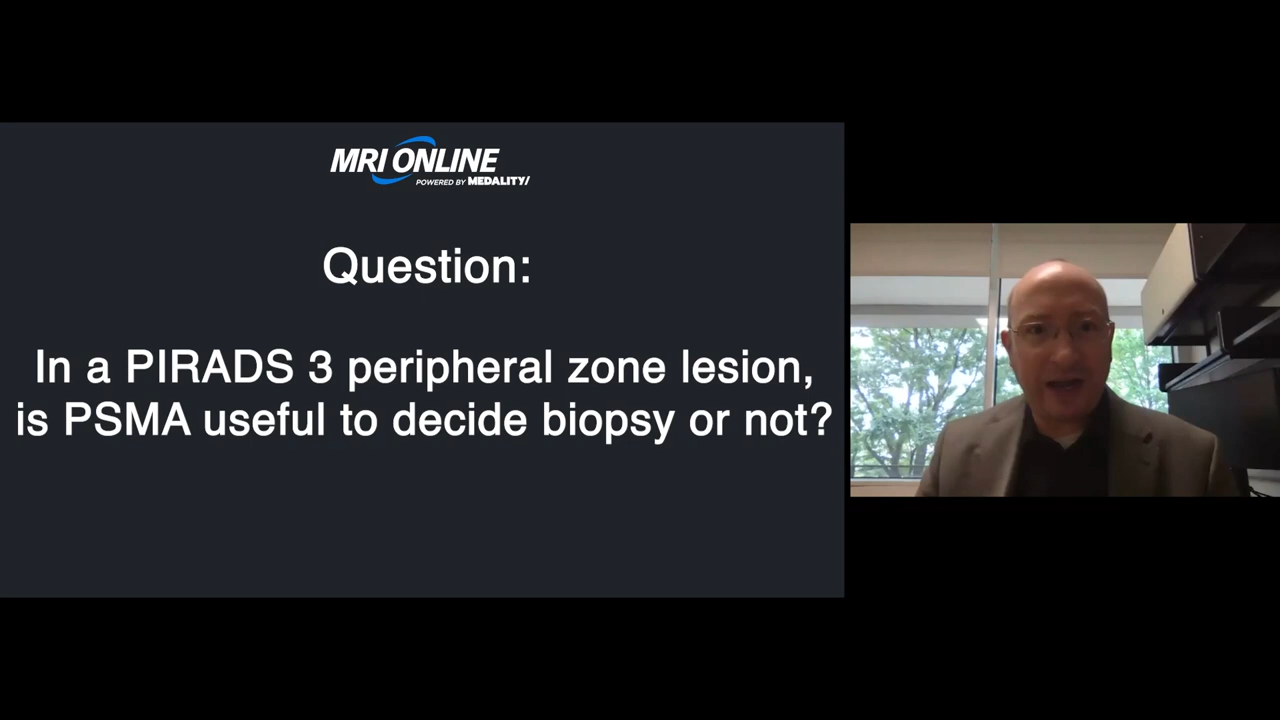 MRI ONLINE
POWERED BY MEDALITY/
Question:
In a PIRADS 3 peripheral zone lesion,
is PSMA useful to decide biopsy or not?